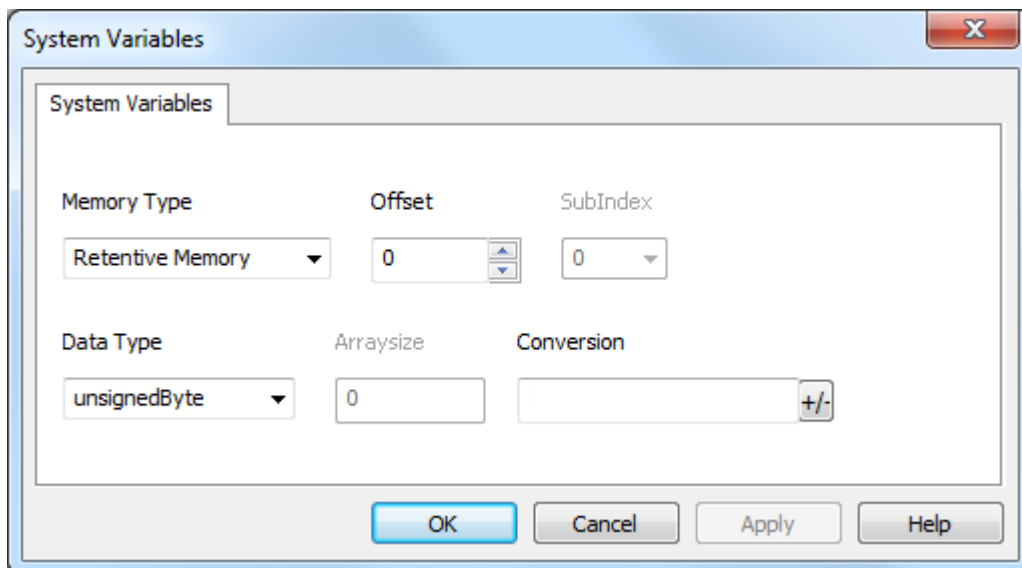 System Variables
System Variables
Memory Type Offset SubIndex
Retentive Memory 0 0
Data Type Arraysize Conversion
unsignedByte 0 +/-
OK Cancel Apply Help